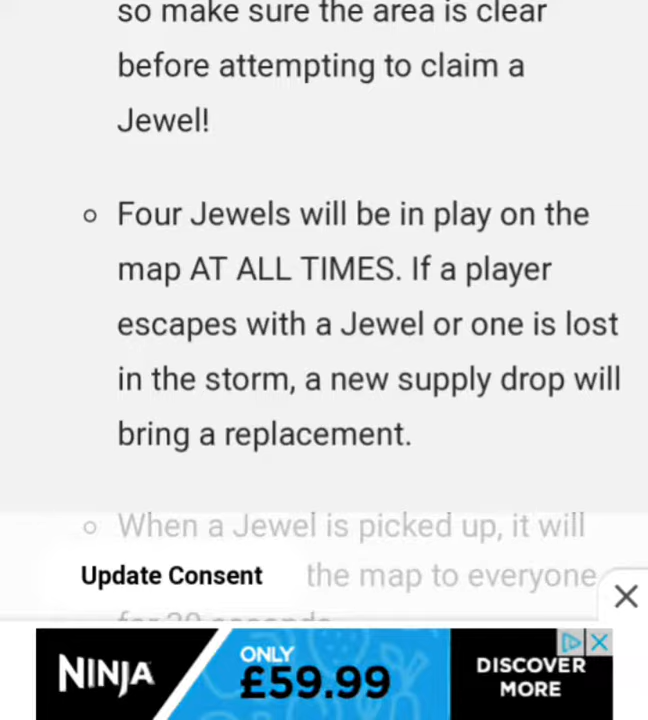 so make sure the area is clear
before attempting to claim a
Jewel!
Four Jewels will be in play on the
map AT ALL TIMES. If a player
escapes with a Jewel or one is lost
in the storm, a new supply drop will
bring a replacement.
When a Jewel is picked up, it will
Update Consent
the map to everyone
for 30 seconds
NINJA
ONLY
£59.99
DISCOVER
MORE